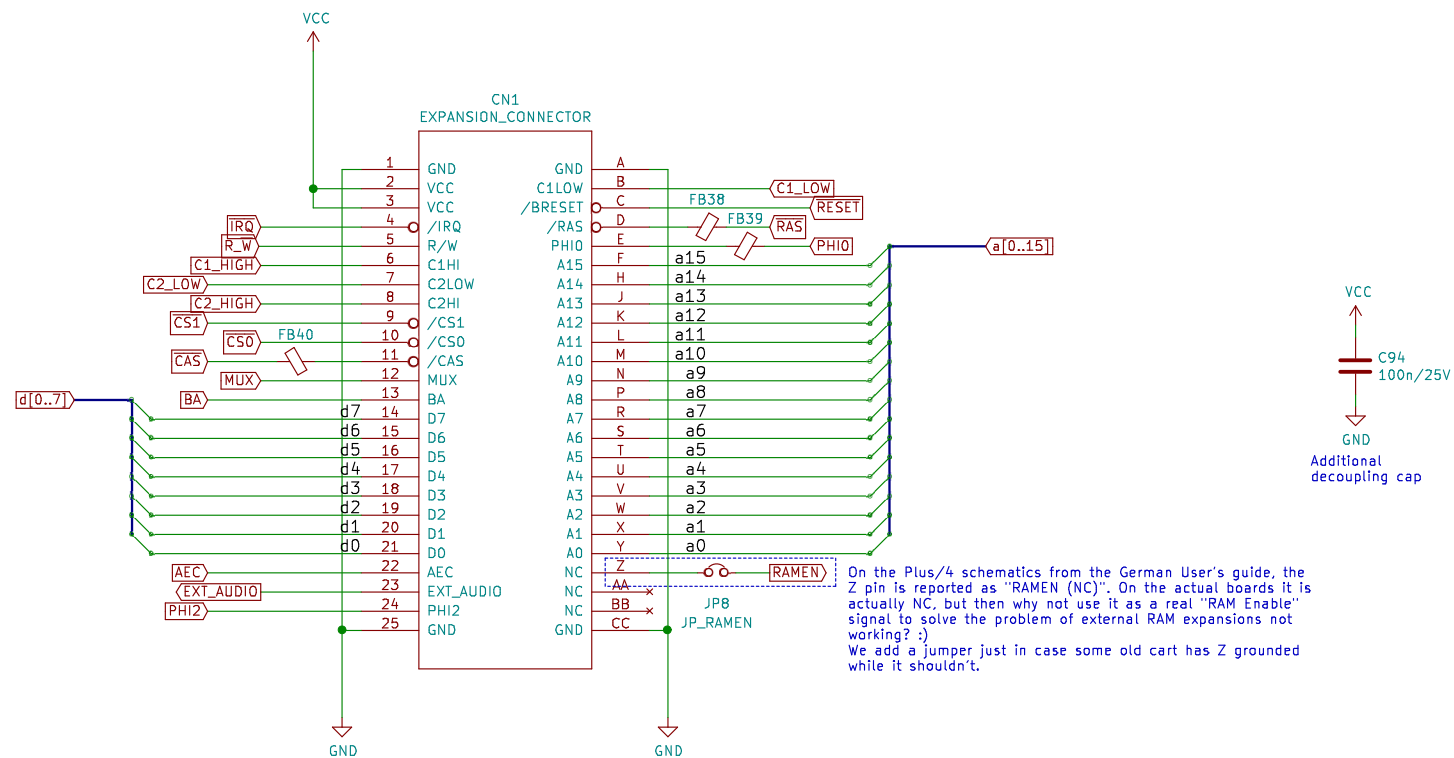 VCC
CN1
EXPANSION_CONNECTOR
1 GND GND A
2 VCC C1LOW B C1_LOW
3 VCC /BRESET C RESET
FB38
IRQ 4 /IRQ /RAS D RAS
FB39
R_W 5 R/W PHI0 E PHI0
a[0..15]
C1_HIGH 6 C1HI A15 F a15
C2_LOW 7 C2LOW A14 H a14
C2_HIGH 8 C2HI A13 J a13
CS1 9 /CS1 A12 K a12
FB40
CS0 10 /CS0 A11 L a11
CAS 11 /CAS A10 M a10
MUX 12 MUX A9 N a9
d[0..7]
BA 13 BA A8 P a8
d7 14 D7 A7 R a7
d6 15 D6 A6 S a6
d5 16 D5 A5 T a5
d4 17 D4 A4 U a4
d3 18 D3 A3 V a3
d2 19 D2 A2 W a2
d1 20 D1 A1 X a1
d0 21 D0 A0 Y a0
AEC 22 AEC NC Z RAMEN
EXT_AUDIO 23 EXT_AUDIO NC AA
PHI2 24 PHI2 NC BB
25 GND GND CC
JP8
JP_RAMEN
GND
GND
On the Plus/4 schematics from the German User's guide, the
Z pin is reported as "RAMEN (NC)". On the actual boards it is
actually NC, but then why not use it as a real "RAM Enable"
signal to solve the problem of external RAM expansions not
working? :)
We add a jumper just in case some old cart has Z grounded
while it shouldn't.
VCC
C94
100n/25V
GND
Additional
decoupling cap